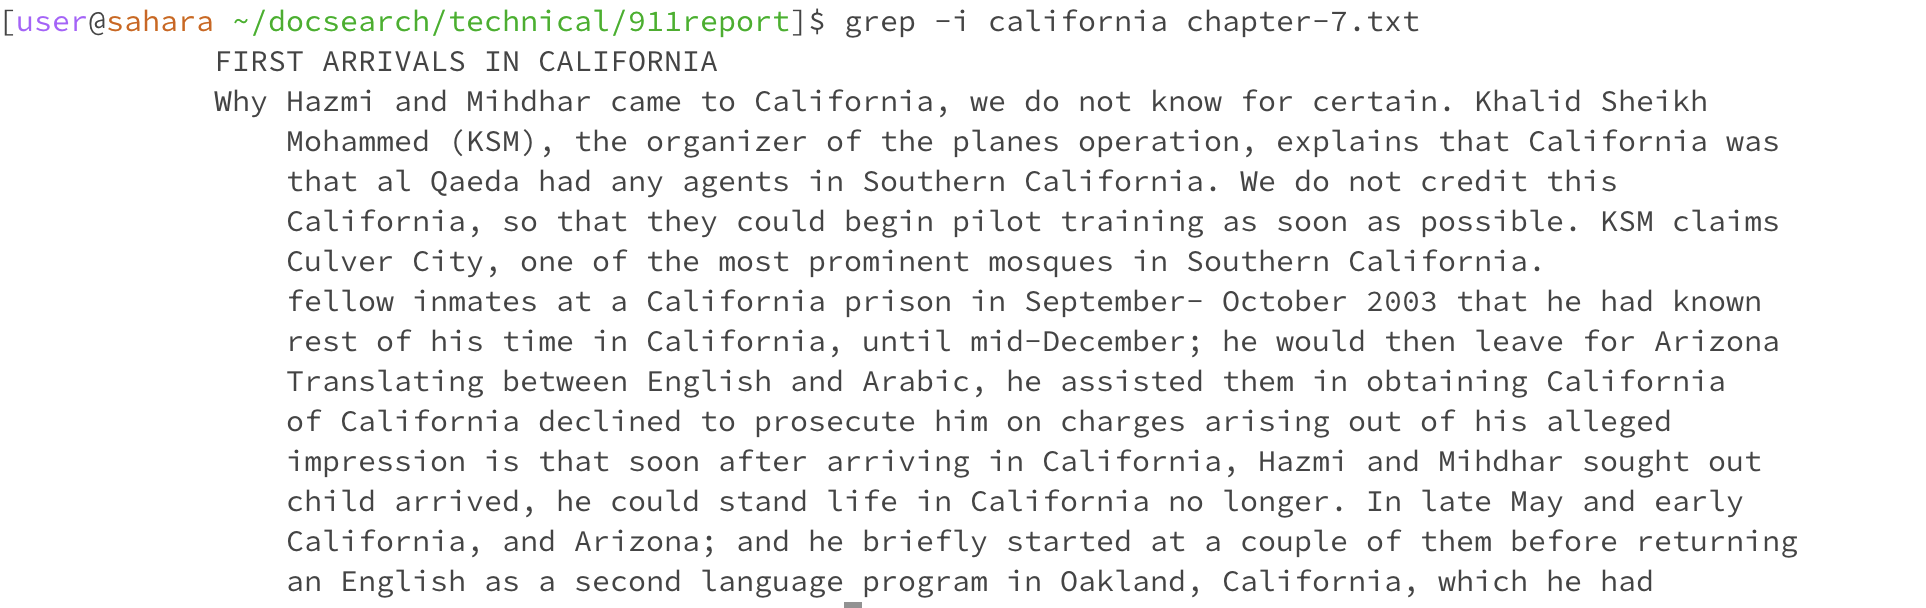 [user@sahara ~/docsearch/technical/911report]$ grep -i california chapter-7.txt
FIRST ARRIVALS IN CALIFORNIA
Why Hazmi and Mihdhar came to California, we do not know for certain. Khalid Sheikh
Mohammed (KSM), the organizer of the planes operation, explains that California was
that al Qaeda had any agents in Southern California. We do not credit this
California, so that they could begin pilot training as soon as possible. KSM claims
Culver City, one of the most prominent mosques in Southern California.
fellow inmates at a California prison in September- October 2003 that he had known
rest of his time in California, until mid-December; he would then leave for Arizona
Translating between English and Arabic, he assisted them in obtaining California
of California declined to prosecute him on charges arising out of his alleged
impression is that soon after arriving in California, Hazmi and Mihdhar sought out
child arrived, he could stand life in California no longer. In late May and early
California, and Arizona; and he briefly started at a couple of them before returning
an English as a second language program in Oakland, California, which he had